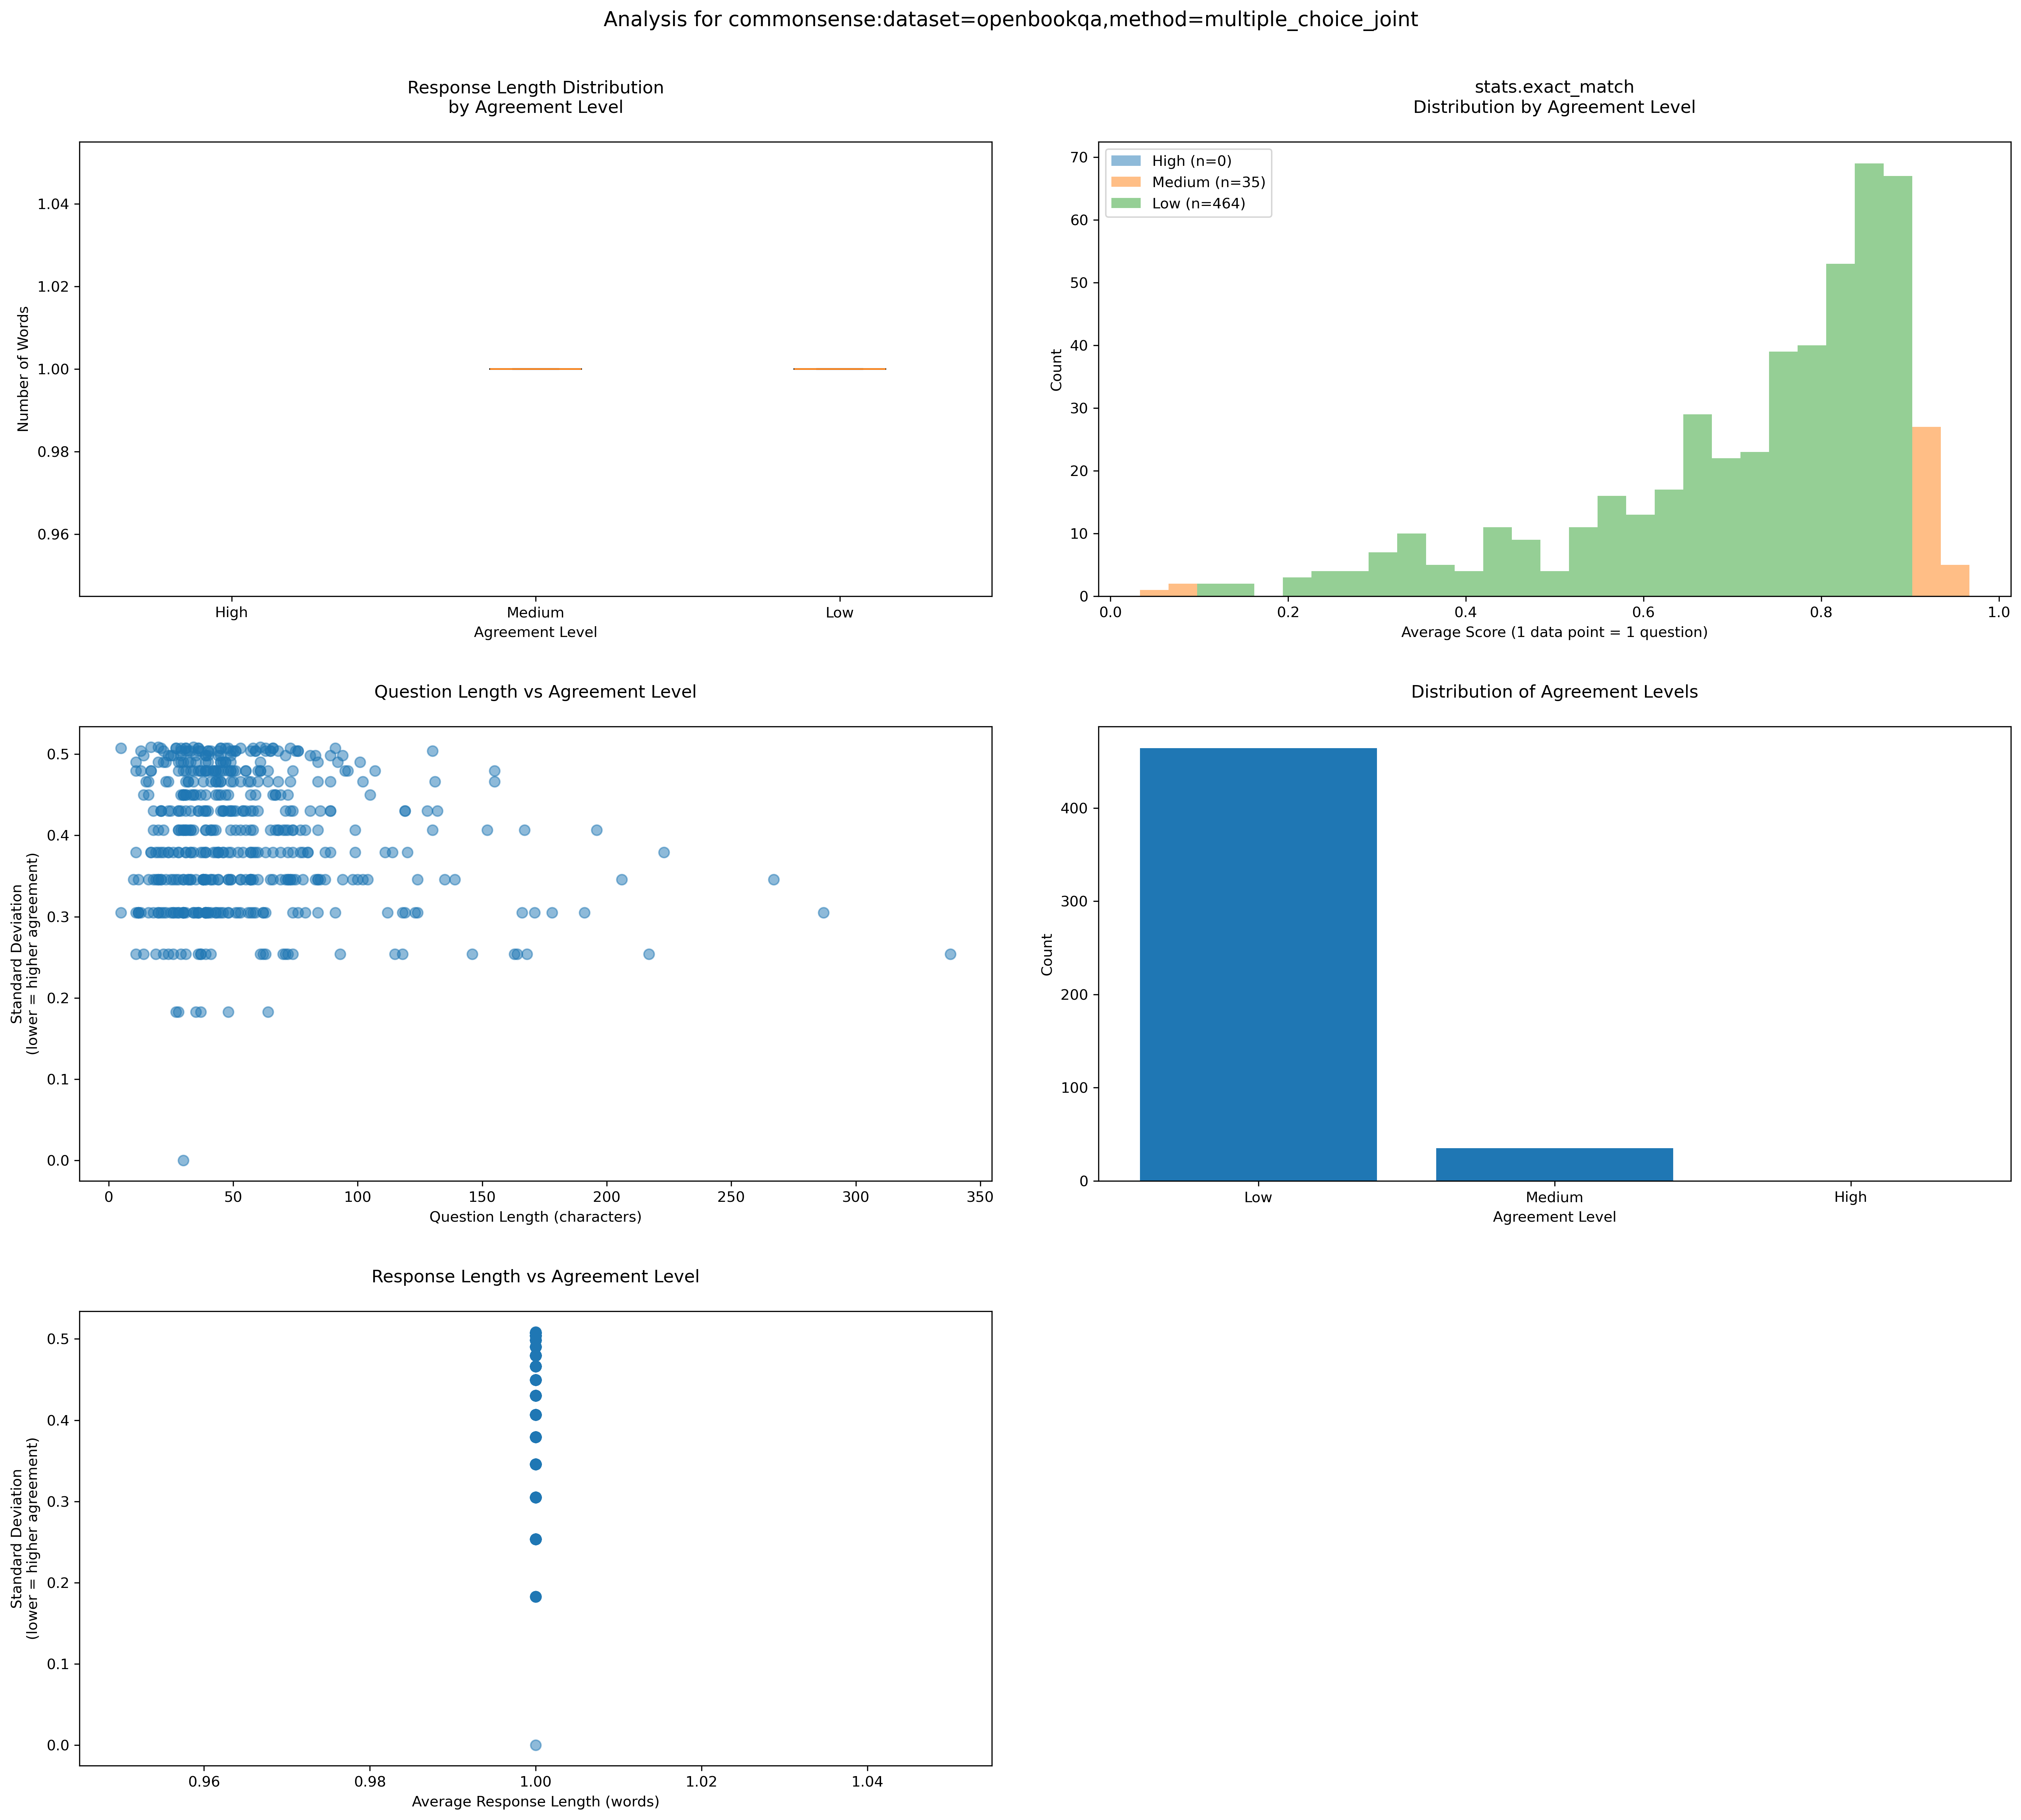 Analysis for commonsense:dataset=openbookqa,method=multiple_choice_joint
Response Length Distribution
by Agreement Level
Number of Words
1.04
1.02
1.00
0.98
0.96
High
Medium
Low
Agreement Level
stats.exact_match
Distribution by Agreement Level
High (n=0)
Medium (n=35)
Low (n=464)
Count
70
60
50
40
30
20
10
0
0.0
0.2
0.4
0.6
0.8
1.0
Average Score (1 data point = 1 question)
Question Length vs Agreement Level
Standard Deviation
(lower = higher agreement)
0.5
0.4
0.3
0.2
0.1
0.0
0
50
100
150
200
250
300
350
Question Length (characters)
Distribution of Agreement Levels
Count
400
300
200
100
0
Low
Medium
High
Agreement Level
Response Length vs Agreement Level
Standard Deviation
(lower = higher agreement)
0.5
0.4
0.3
0.2
0.1
0.0
0.96
0.98
1.00
1.02
1.04
Average Response Length (words)